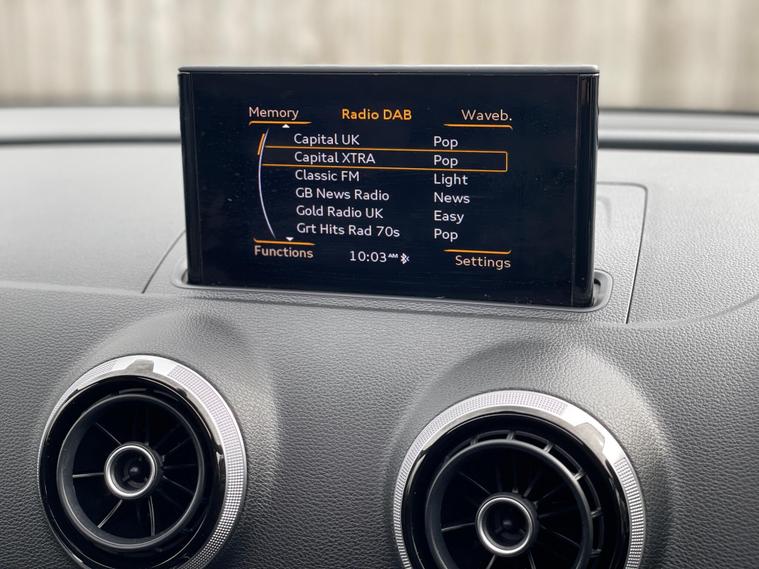 Memory Radio DAB Waveb.
Capital UK Pop
Capital XTRA Pop
Classic FM Light
GB News Radio News
Gold Radio UK Easy
Grt Hits Rad 70s Pop
Functions 10:03 AM Settings